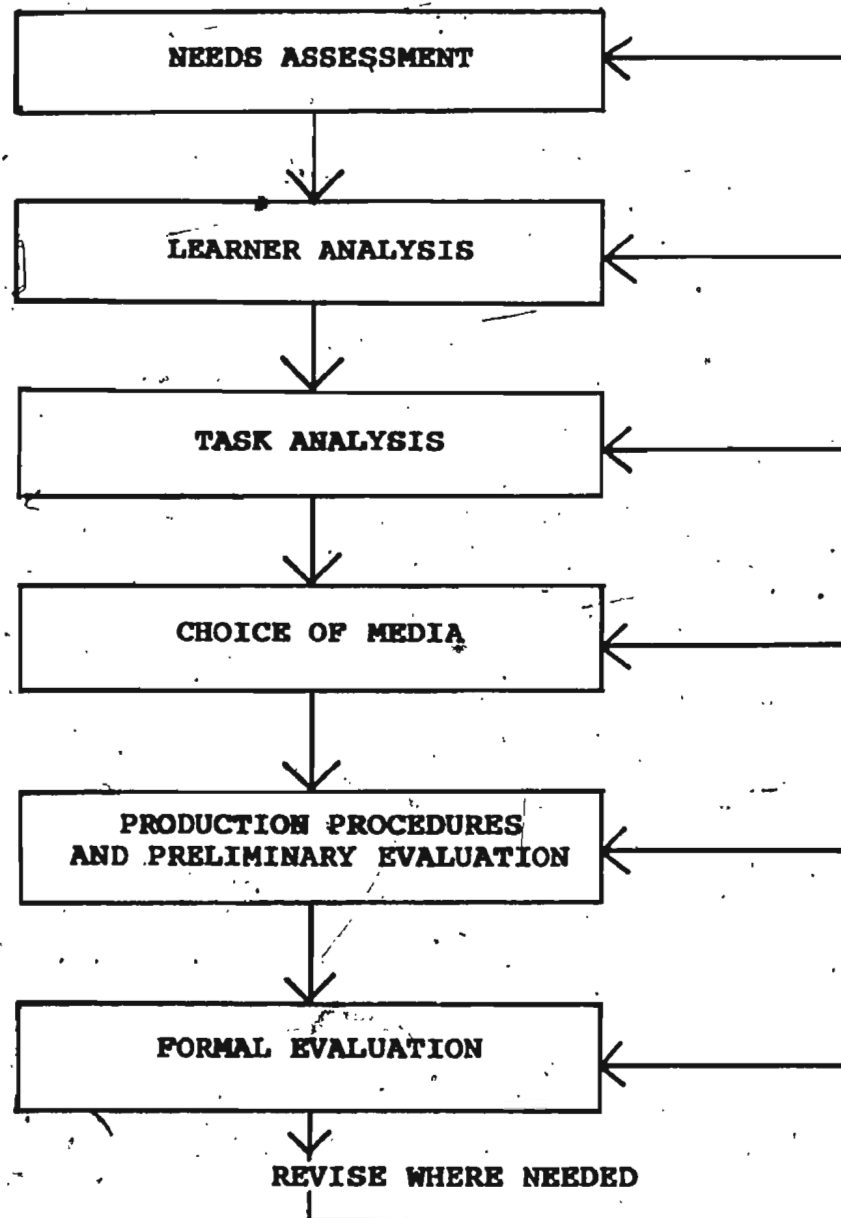 NEEDS ASSESSMENT
LEARNER ANALYSIS
TASK ANALYSIS
CHOICE OF MEDIA
PRODUCTION PROCEDURES
AND PRELIMINARY EVALUATION
FORMAL EVALUATION
REVISE WHERE NEEDED